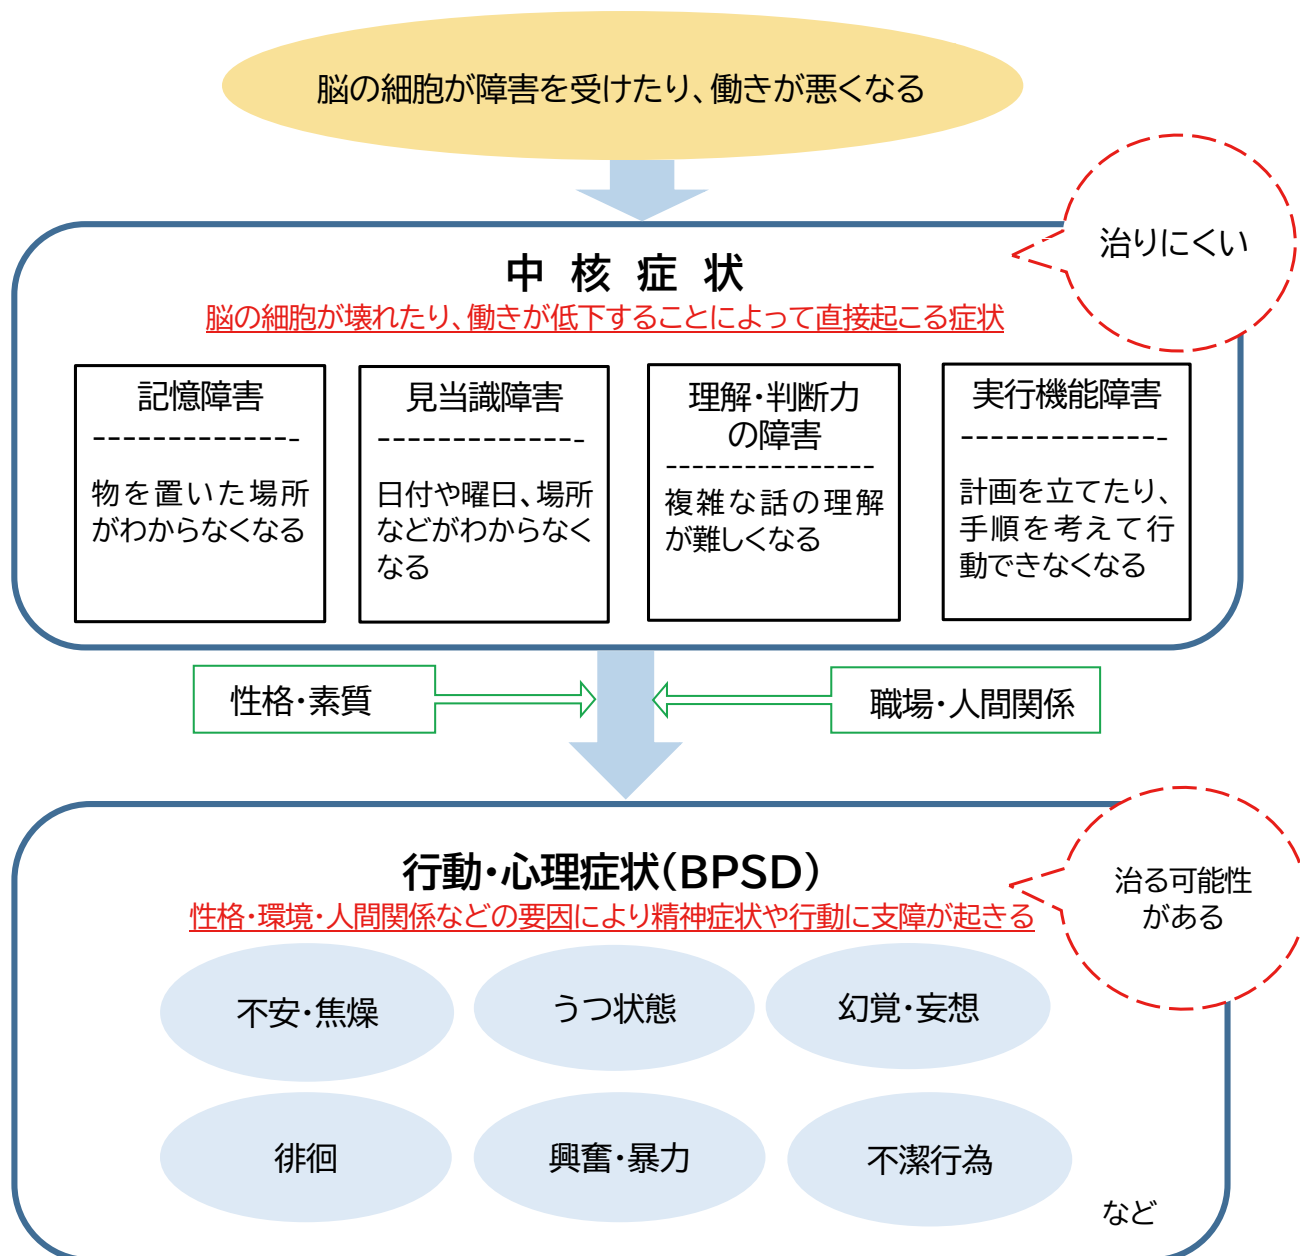 脳の細胞が障害を受けたり、働きが悪くなる
治りにくい
中核症状
脳の細胞が壊れたり、働きが低下することによって直接起こる症状
記憶障害
物を置いた場所
がわからなくなる
見当識障害
日付や曜日、場所
などがわからなく
なる
理解・判断力
の障害
複雑な話の理解
が難しくなる
実行機能障害
計画を立てたり、
手順を考えて行
動できなくなる
性格・素質
職場・人間関係
行動・心理症状(BPSD)
性格・環境・人間関係などの要因により精神症状や行動に支障が起きる
治る可能性
がある
不安・焦燥
うつ状態
幻覚・妄想
徘徊
興奮・暴力
不潔行為
など